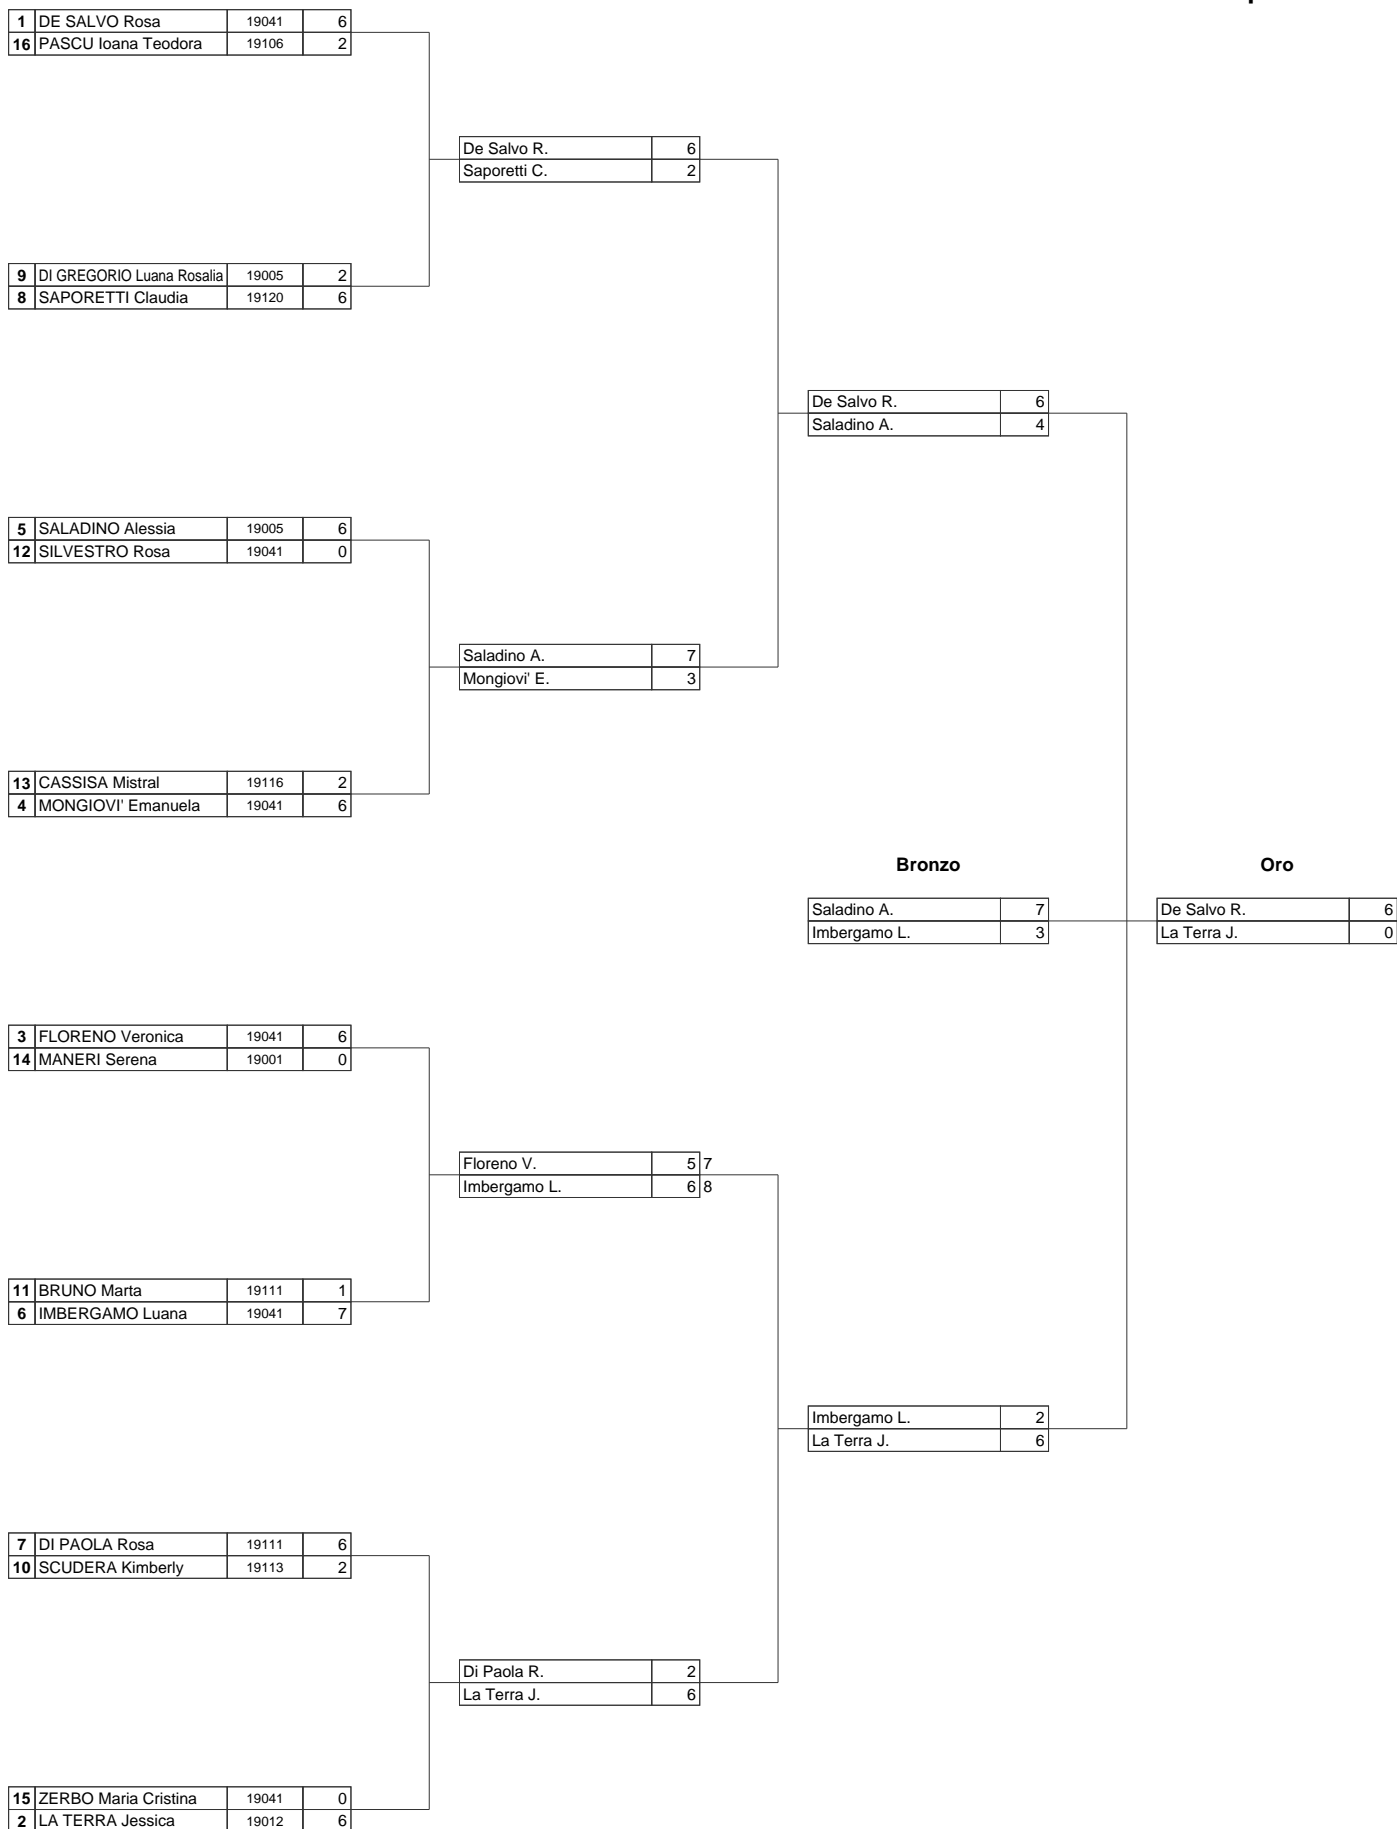 1 DE SALVO Rosa 19041 6
16 PASCU Ioana Teodora 19106 2
De Salvo R. 6
Saporetti C. 2
9 DI GREGORIO Luana Rosalia 19005 2
8 SAPORETTI Claudia 19120 6
De Salvo R. 6
Saladino A. 4
5 SALADINO Alessia 19005 6
12 SILVESTRO Rosa 19041 0
Saladino A. 7
Mongiovi' E. 3
13 CASSISA Mistral 19116 2
4 MONGIOVI' Emanuela 19041 6
Bronzo Oro
Saladino A. 7 De Salvo R. 6
Imbergamo L. 3 La Terra J. 0
3 FLORENO Veronica 19041 6
14 MANERI Serena 19001 0
Floreno V. 5 7
Imbergamo L. 6 8
11 BRUNO Marta 19111 1
6 IMBERGAMO Luana 19041 7
Imbergamo L. 2
La Terra J. 6
7 DI PAOLA Rosa 19111 6
10 SCUDERA Kimberly 19113 2
Di Paola R. 2
La Terra J. 6
15 ZERBO Maria Cristina 19041 0
2 LA TERRA Jessica 19012 6